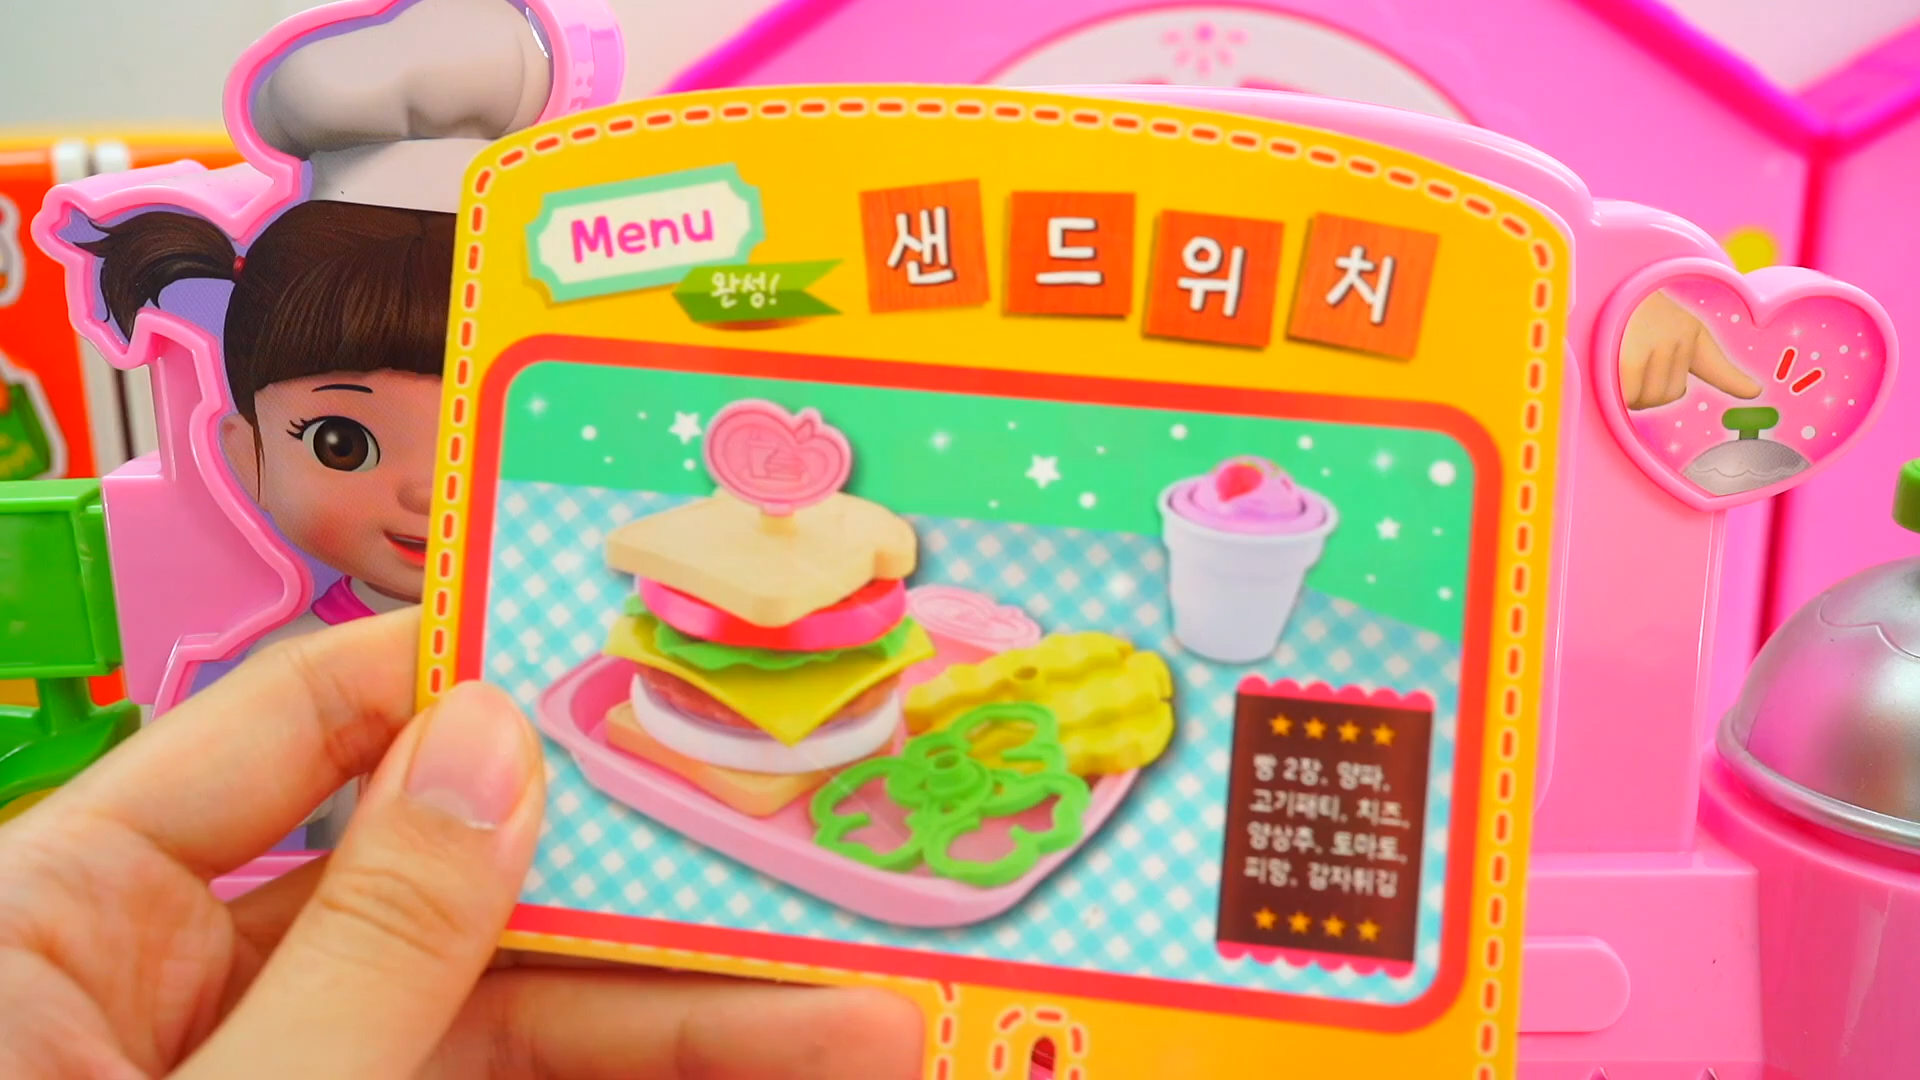 Menu
완성!
샌드위치
빵 2장, 양파,
고기패티, 치즈,
양상추, 토마토,
피망, 감자튀김